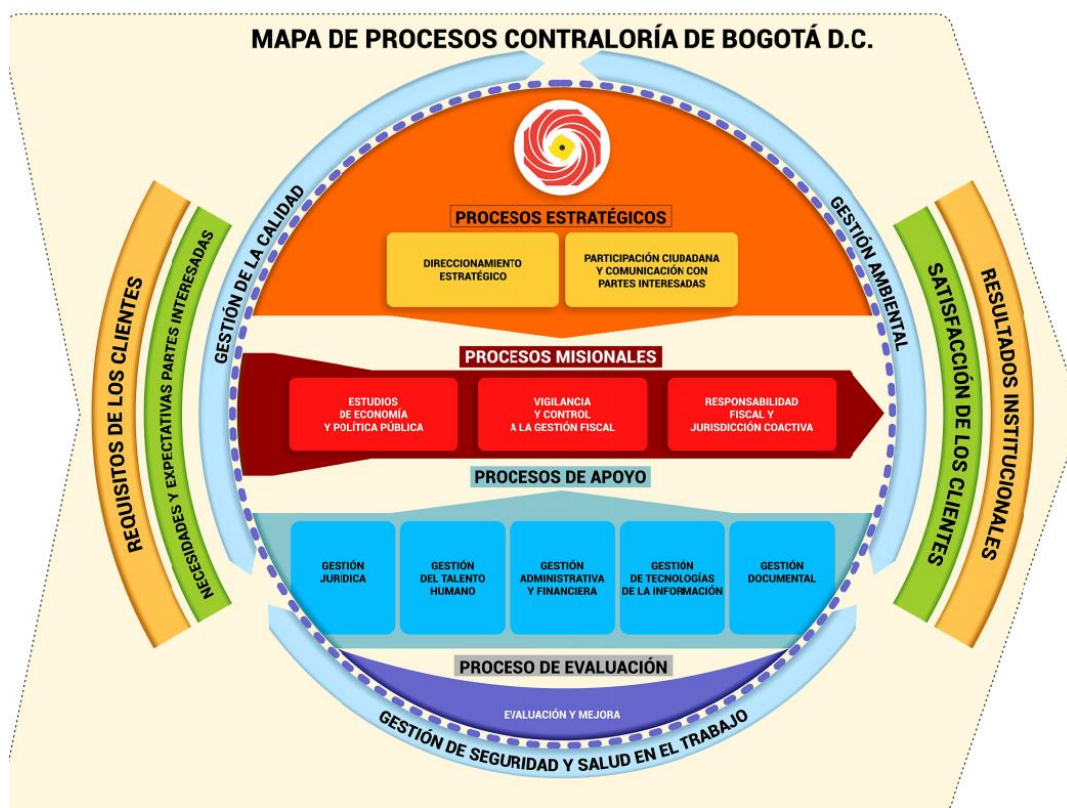 MAPA DE PROCESOS CONTRALORÍA DE BOGOTÁ D.C.
REQUISITOS DE LOS CLIENTES
NECESIDADES Y EXPECTATIVAS PARTES INTERESADAS
GESTIÓN DE LA CALIDAD
PROCESOS ESTRATÉGICOS
DIRECCIONAMIENTO
ESTRATÉGICO
PARTICIPACIÓN CIUDADANA
Y COMUNICACIÓN CON
PARTES INTERESADAS
PROCESOS MISIONALES
ESTUDIOS
DE ECONOMÍA
Y POLÍTICA PÚBLICA
VIGILANCIA
Y CONTROL
A LA GESTIÓN FISCAL
RESPONSABILIDAD
FISCAL Y
JURISDICCIÓN COACTIVA
PROCESOS DE APOYO
GESTIÓN
JURÍDICA
GESTIÓN
DEL TALENTO
HUMANO
GESTIÓN
ADMINISTRATIVA
Y FINANCIERA
GESTIÓN
DE TECNOLOGÍAS
DE LA INFORMACIÓN
GESTIÓN
DOCUMENTAL
PROCESO DE EVALUACIÓN
EVALUACIÓN Y MEJORA
GESTIÓN DE SEGURIDAD Y SALUD EN EL TRABAJO
GESTIÓN AMBIENTAL
SATISFACCIÓN DE LOS CLIENTES
RESULTADOS INSTITUCIONALES